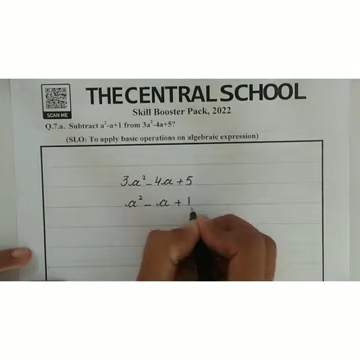 SCAN ME
THE CENTRAL SCHOOL
Skill Booster Pack, 2022
Q.7.a. Subtract a²-a+1 from 3a²-4a+5?
(SLO: To apply basic operations on algebraic expression)
3a² - 4a + 5
a² - a + 1